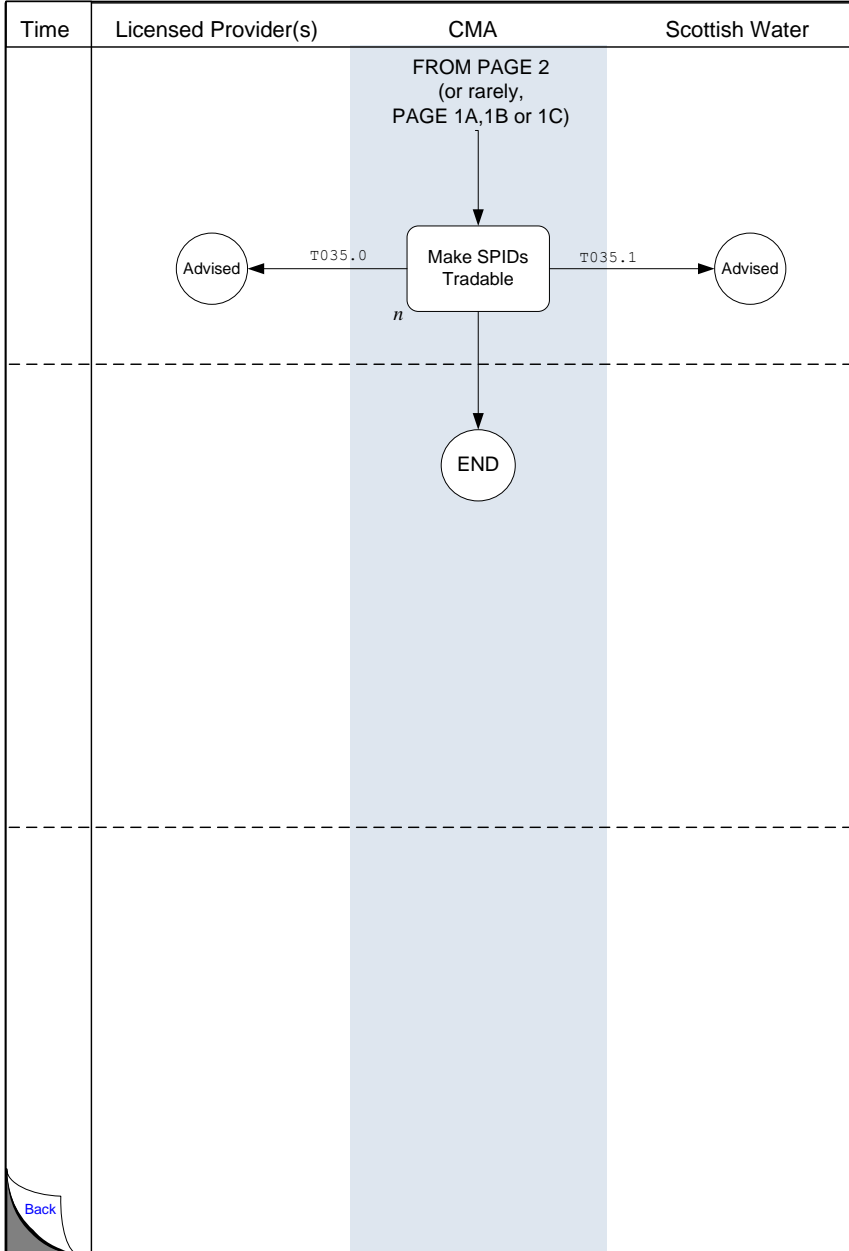 Time
Licensed Provider(s)
CMA
Scottish Water
FROM PAGE 2
(or rarely,
PAGE 1A,1B or 1C)
Advised
T035.0
Make SPIDs
Tradable
T035.1
Advised
n
END
Back